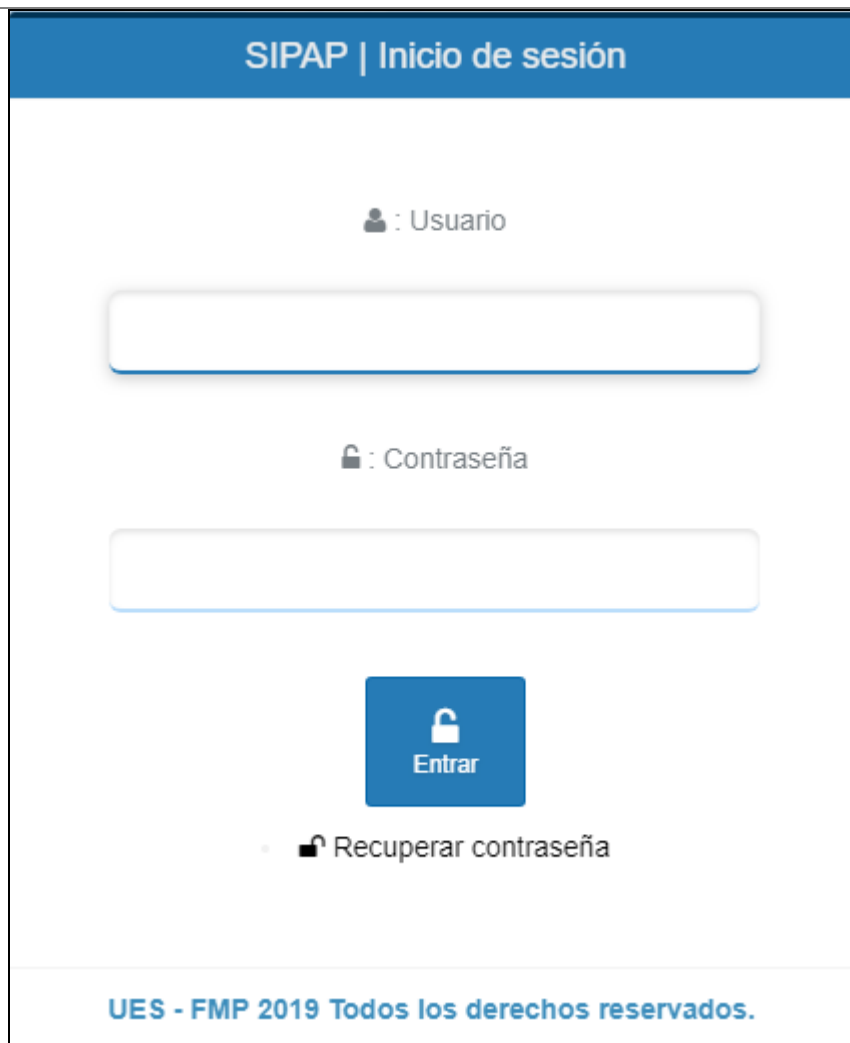 SIPAP | Inicio de sesión
: Usuario
: Contraseña
Entrar
Recuperar contraseña
UES - FMP 2019 Todos los derechos reservados.